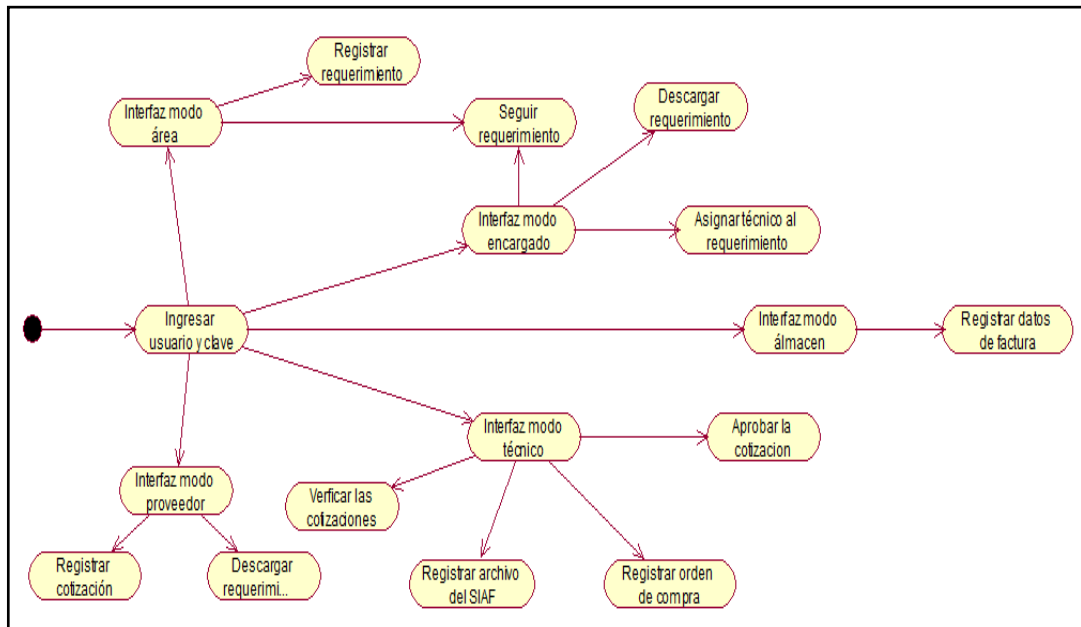 Registrar
requerimiento
Interfaz modo
área
Seguir
requerimiento
Descargar
requerimiento
Interfaz modo
encargado
Asignar técnico al
requerimiento
Ingresar
usuario y clave
Interfaz modo
álmacen
Registrar datos
de factura
Interfaz modo
técnico
Aprobar la
cotizacion
Interfaz modo
proveedor
Verficar las
cotizaciones
Registrar
cotización
Descargar
requerimi...
Registrar archivo
del SIAF
Registrar orden
de compra